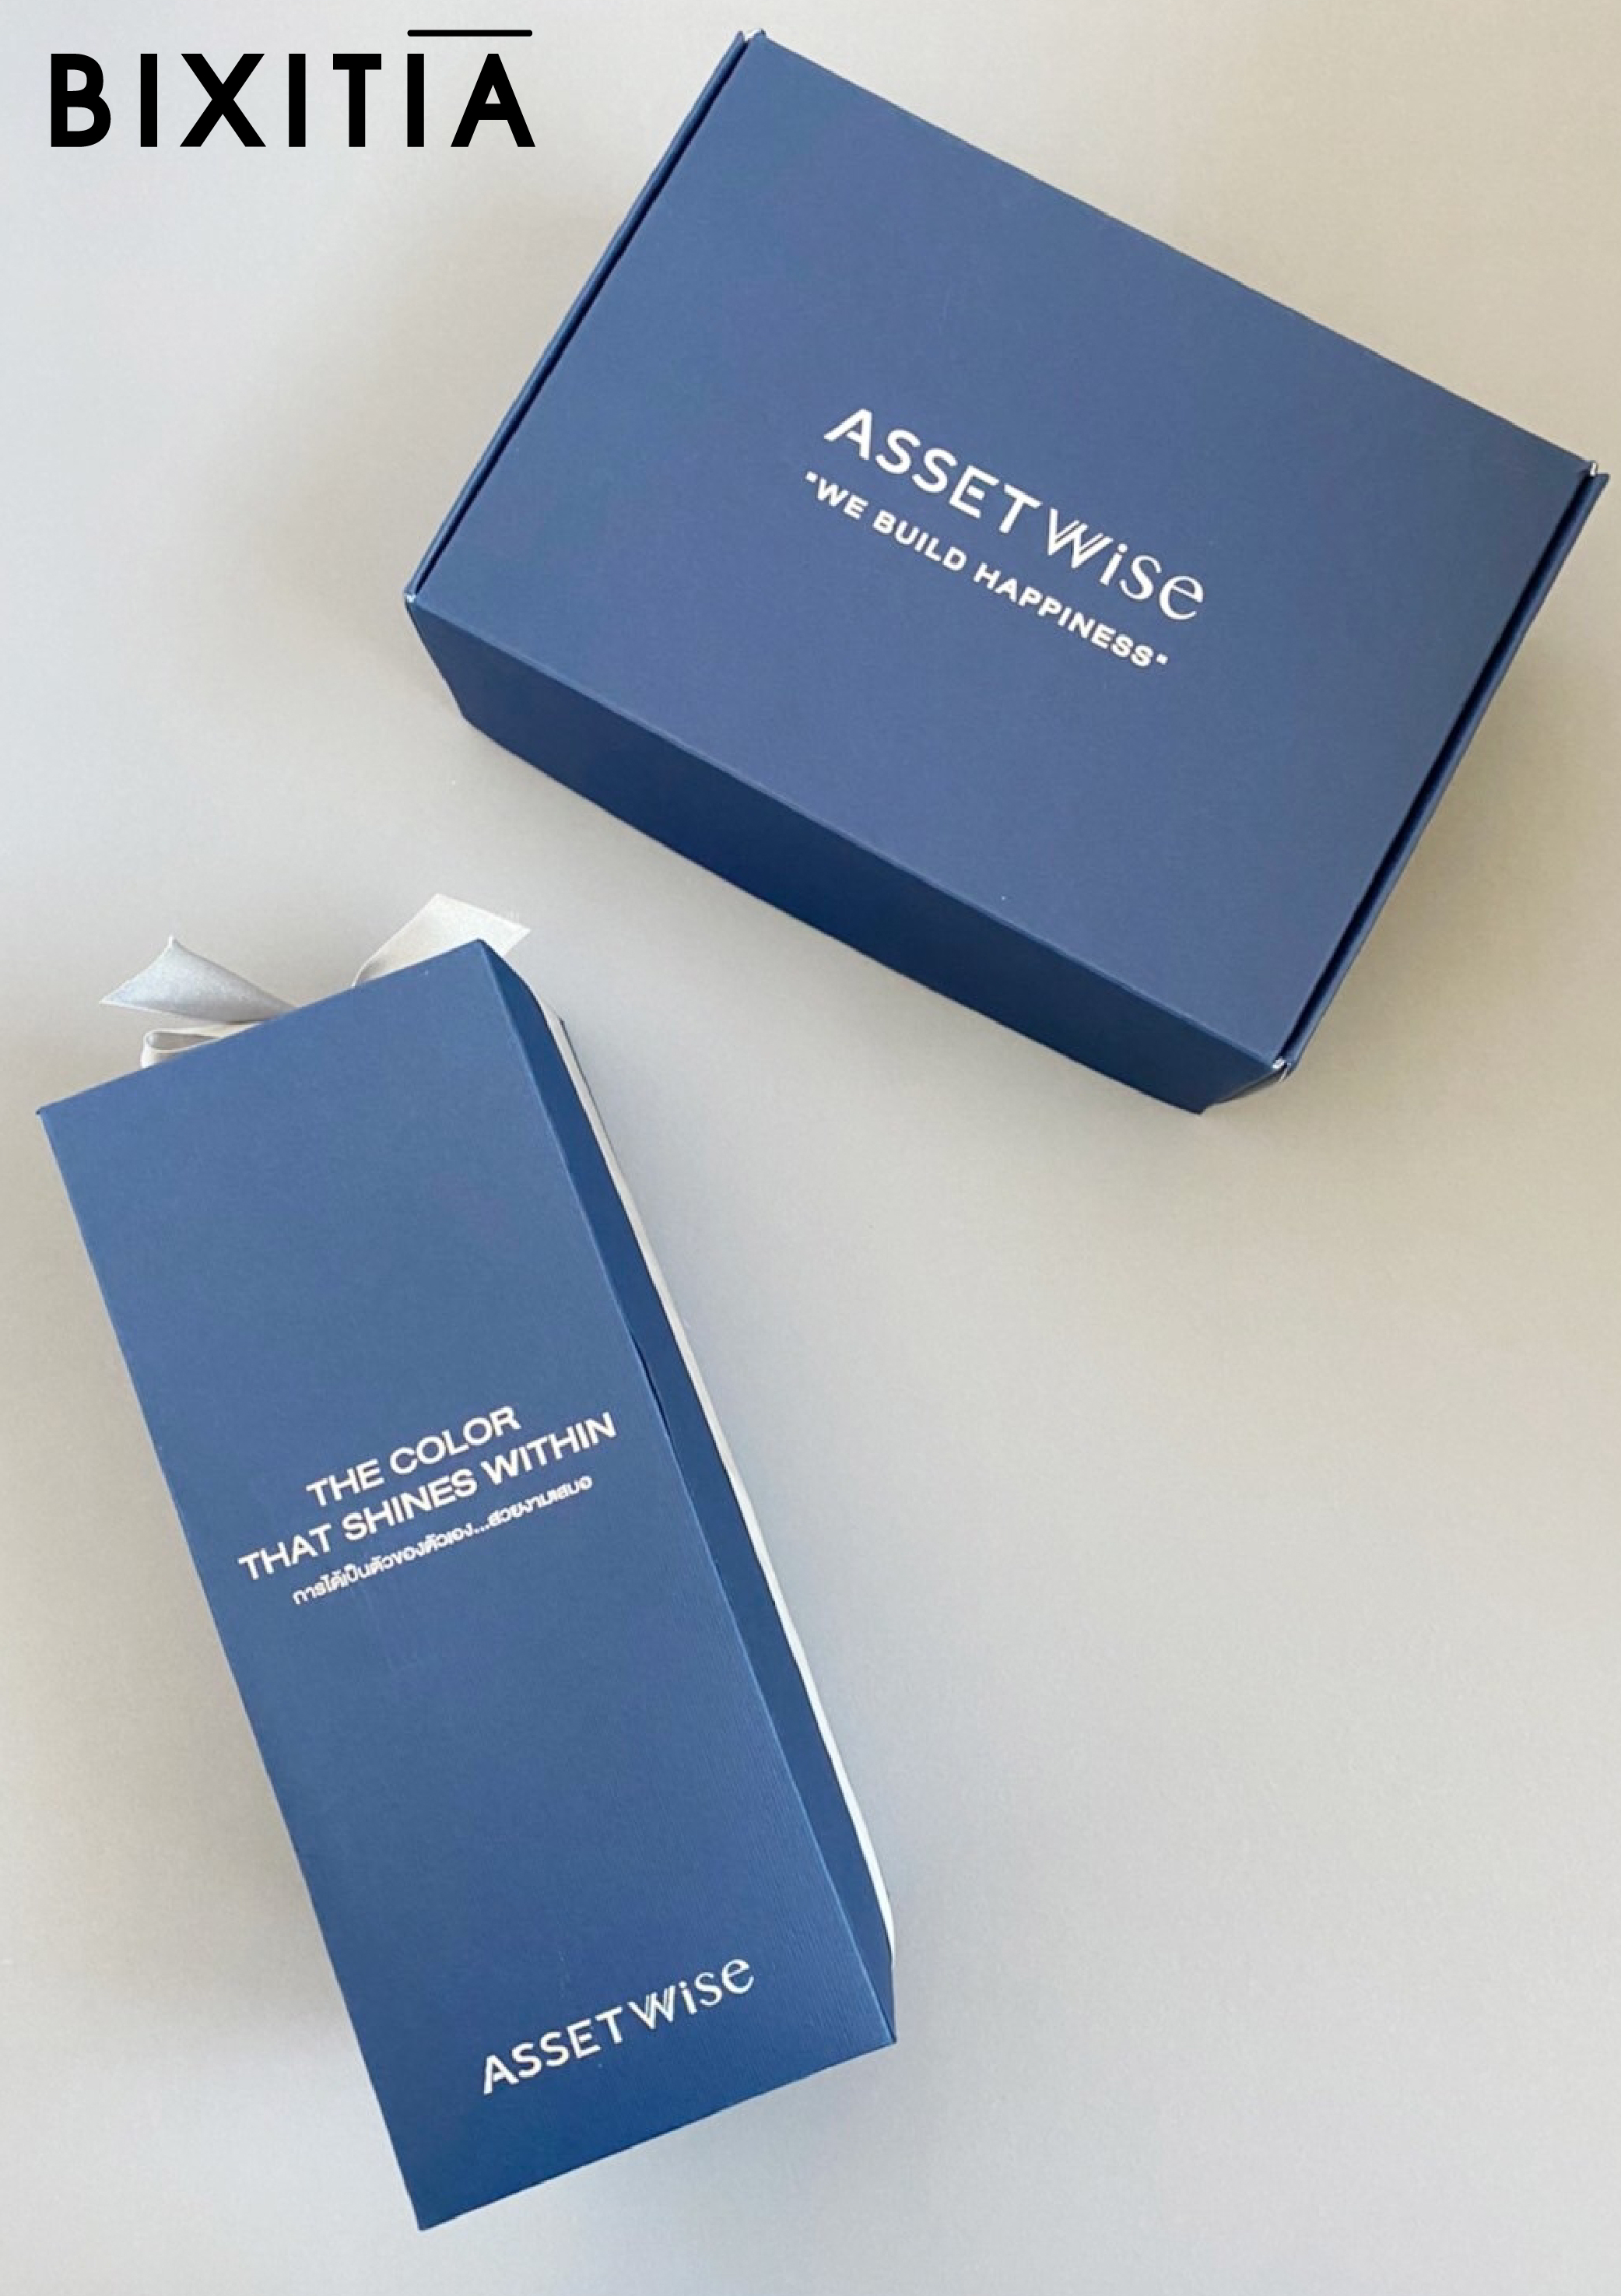 BIXITIA
ASSETWise
"WE BUILD HAPPINESS"
THE COLOR
THAT SHINES WITHIN
การได้เป็นตัวของตัวเอง...สวยงามเสมอ
ASSETWise